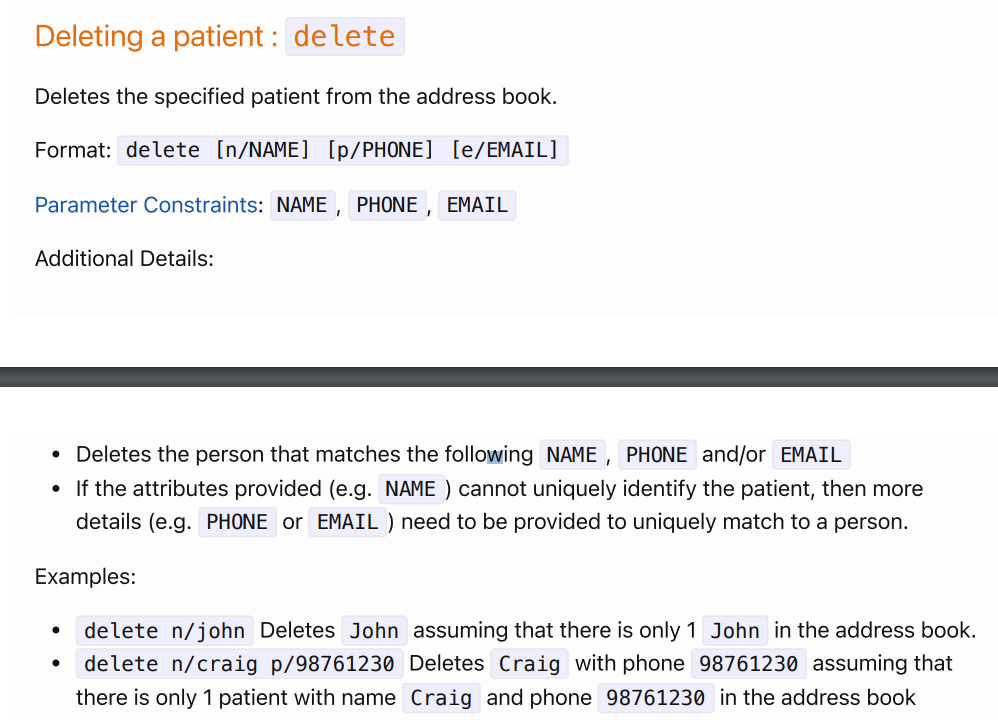 Deleting a patient : delete
Deletes the specified patient from the address book.
Format: delete [n/NAME] [p/PHONE] [e/EMAIL]
Parameter Constraints: NAME , PHONE , EMAIL
Additional Details:
• Deletes the person that matches the following NAME , PHONE and/or EMAIL
• If the attributes provided (e.g. NAME ) cannot uniquely identify the patient, then more
details (e.g. PHONE or EMAIL ) need to be provided to uniquely match to a person.
Examples:
• delete n/john Deletes John assuming that there is only 1 John in the address book.
• delete n/craig p/98761230 Deletes Craig with phone 98761230 assuming that
there is only 1 patient with name Craig and phone 98761230 in the address book